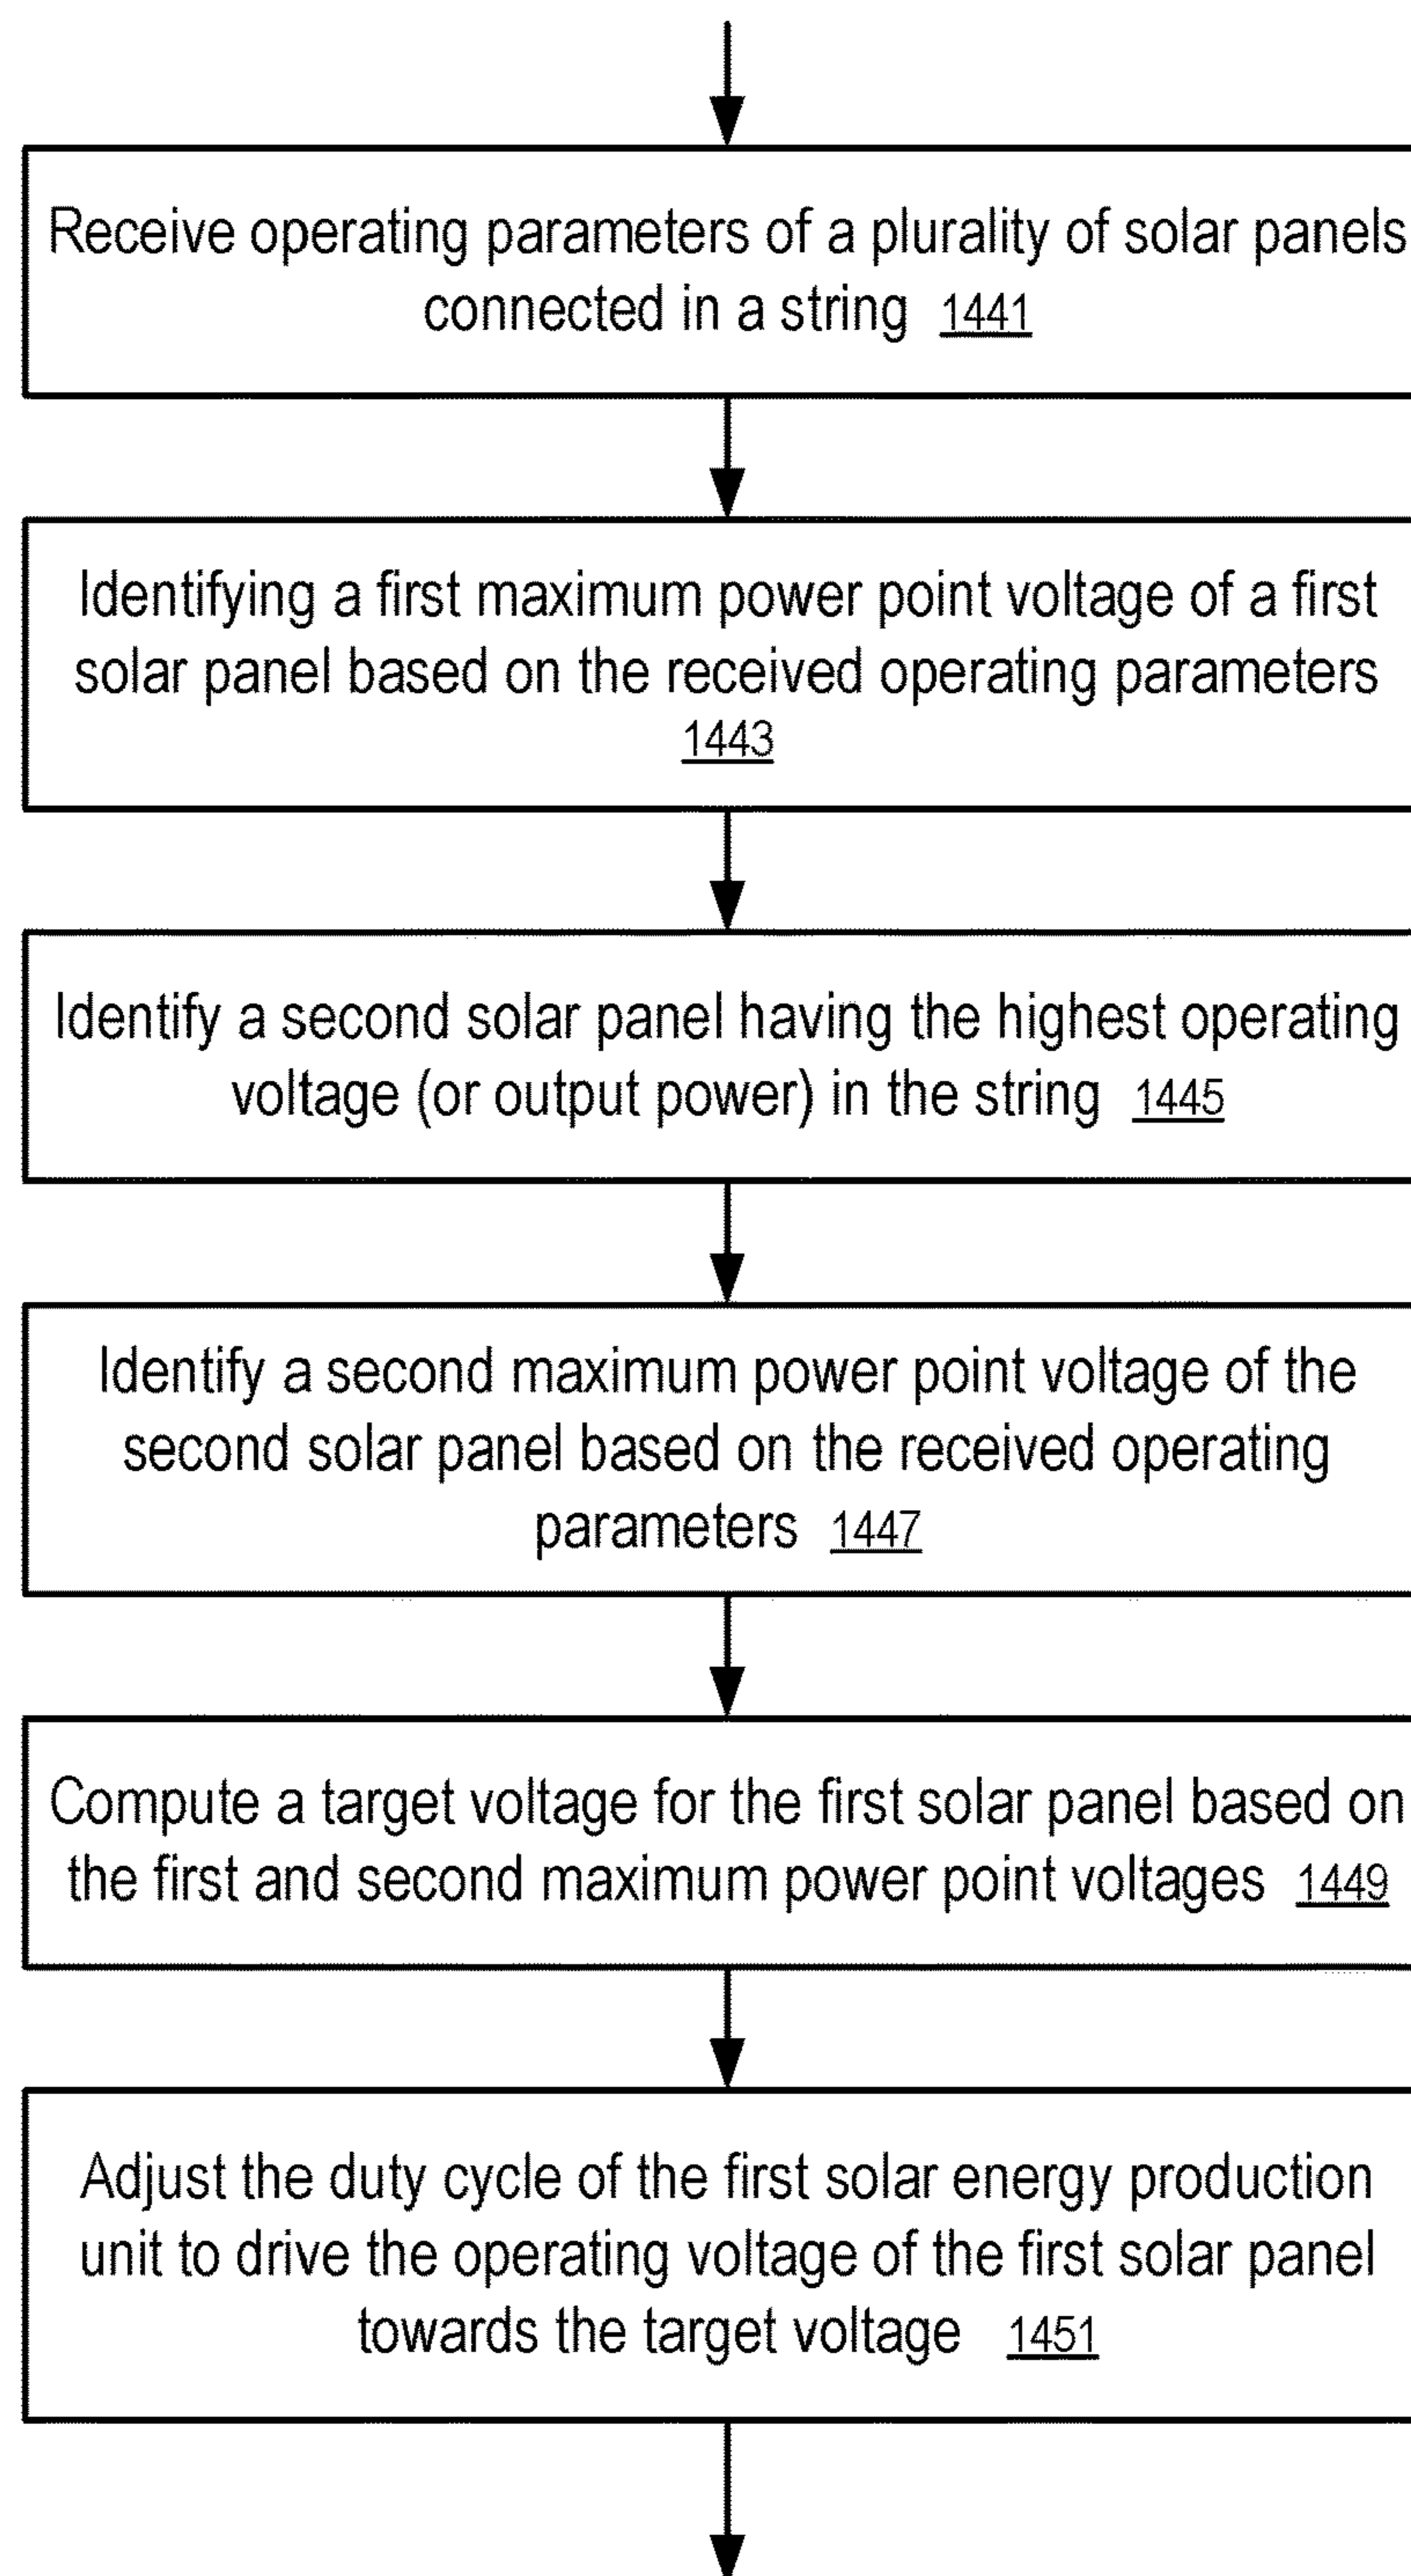 Receive operating parameters of a plurality of solar panels
connected in a string 1441
Identifying a first maximum power point voltage of a first
solar panel based on the received operating parameters
1443
Identify a second solar panel having the highest operating
voltage (or output power) in the string 1445
Identify a second maximum power point voltage of the
second solar panel based on the received operating
parameters 1447
Compute a target voltage for the first solar panel based on
the first and second maximum power point voltages 1449
Adjust the duty cycle of the first solar energy production
unit to drive the operating voltage of the first solar panel
towards the target voltage 1451